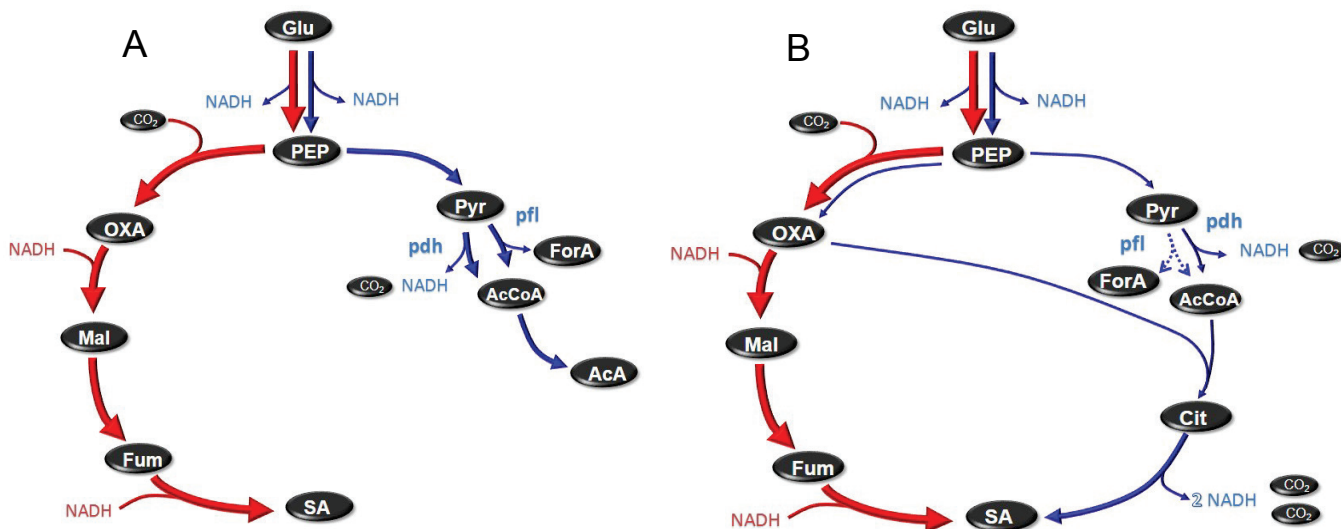 A
Glu
NADH
NADH
CO2
PEP
Pyr
pfl
OXA
pdh
ForA
NADH
CO2
NADH
AcCoA
Mal
AcA
Fum
NADH
SA
B
Glu
NADH
NADH
CO2
PEP
Pyr
pdh
OXA
pfl
NADH
CO2
NADH
ForA
AcCoA
Mal
Cit
Fum
2 NADH
CO2
CO2
NADH
SA